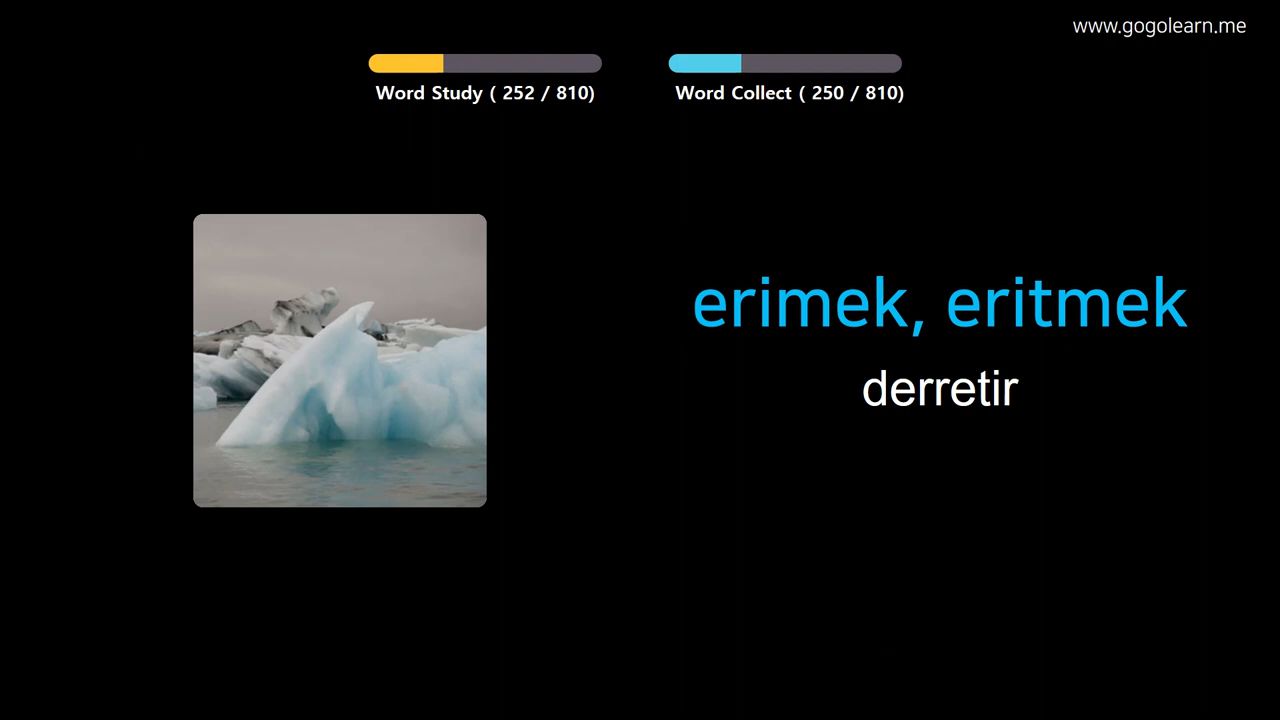 www.gogolearn.me
Word Study ( 252 / 810)
Word Collect ( 250 / 810)
erimek, eritmek
derretir